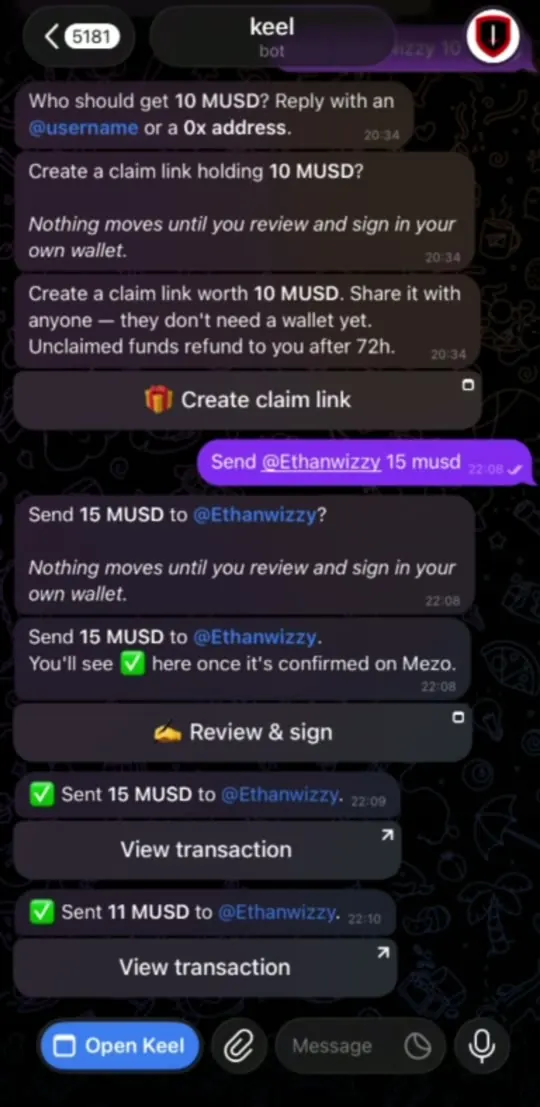 5181
keel
bot
izzy 10
Who should get 10 MUSD? Reply with an
@username or a 0x address.
20:34
Create a claim link holding 10 MUSD?
Nothing moves until you review and sign in your
own wallet.
20:34
Create a claim link worth 10 MUSD. Share it with
anyone — they don't need a wallet yet.
Unclaimed funds refund to you after 72h.
20:34
🎁 Create claim link
Send @Ethanwizzy 15 musd 22:08
Send 15 MUSD to @Ethanwizzy?
Nothing moves until you review and sign in your
own wallet.
22:08
Send 15 MUSD to @Ethanwizzy.
You'll see ✅ here once it's confirmed on Mezo.
22:08
✍️ Review & sign
✅ Sent 15 MUSD to @Ethanwizzy. 22:09
View transaction
✅ Sent 11 MUSD to @Ethanwizzy. 22:10
View transaction
Open Keel
Message